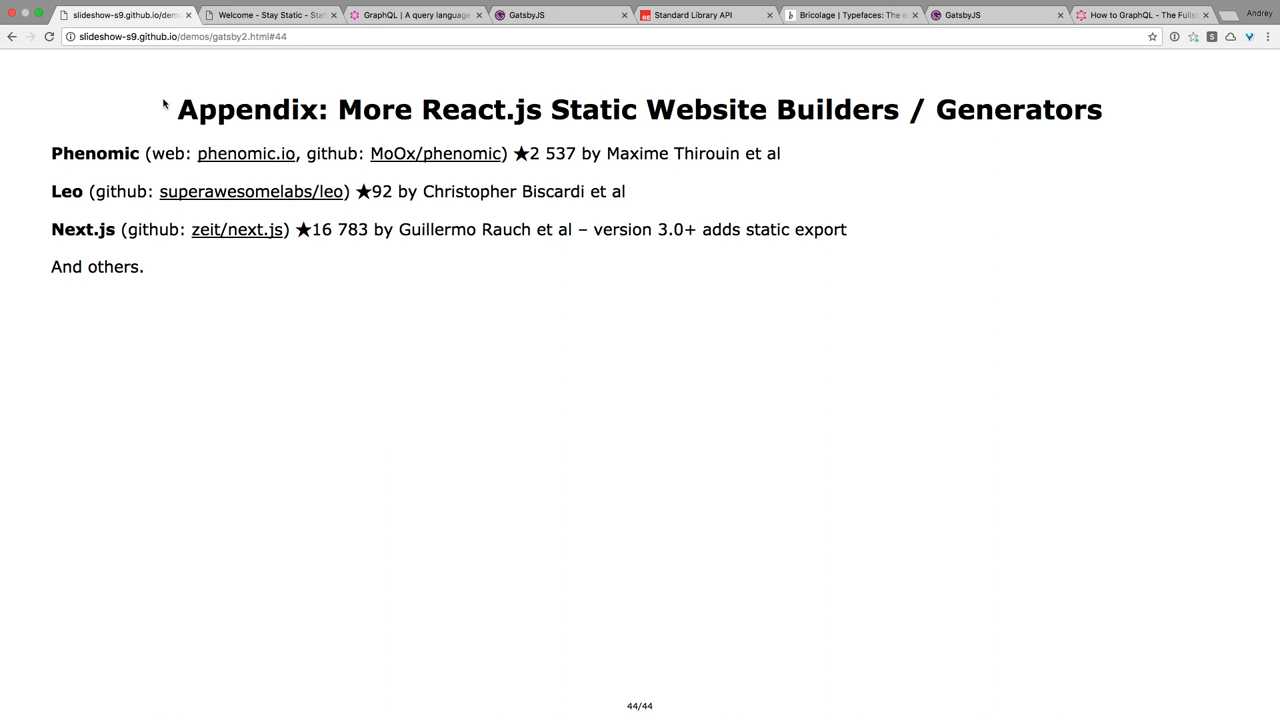 slideshow-s9.github.io/demo
Welcome - Stay Static - Stat
GraphQL | A query language
GatsbyJS
Standard Library API
Bricolage | Typefaces: The e
GatsbyJS
How to GraphQL - The Fullst
Andrey
slideshow-s9.github.io/demos/gatsby2.html#44
Appendix: More React.js Static Website Builders / Generators
Phenomic (web: phenomic.io, github: MoOx/phenomic) ★2 537 by Maxime Thirouin et al
Leo (github: superawesomelabs/leo) ★92 by Christopher Biscardi et al
Next.js (github: zeit/next.js) ★16 783 by Guillermo Rauch et al – version 3.0+ adds static export
And others.
44/44